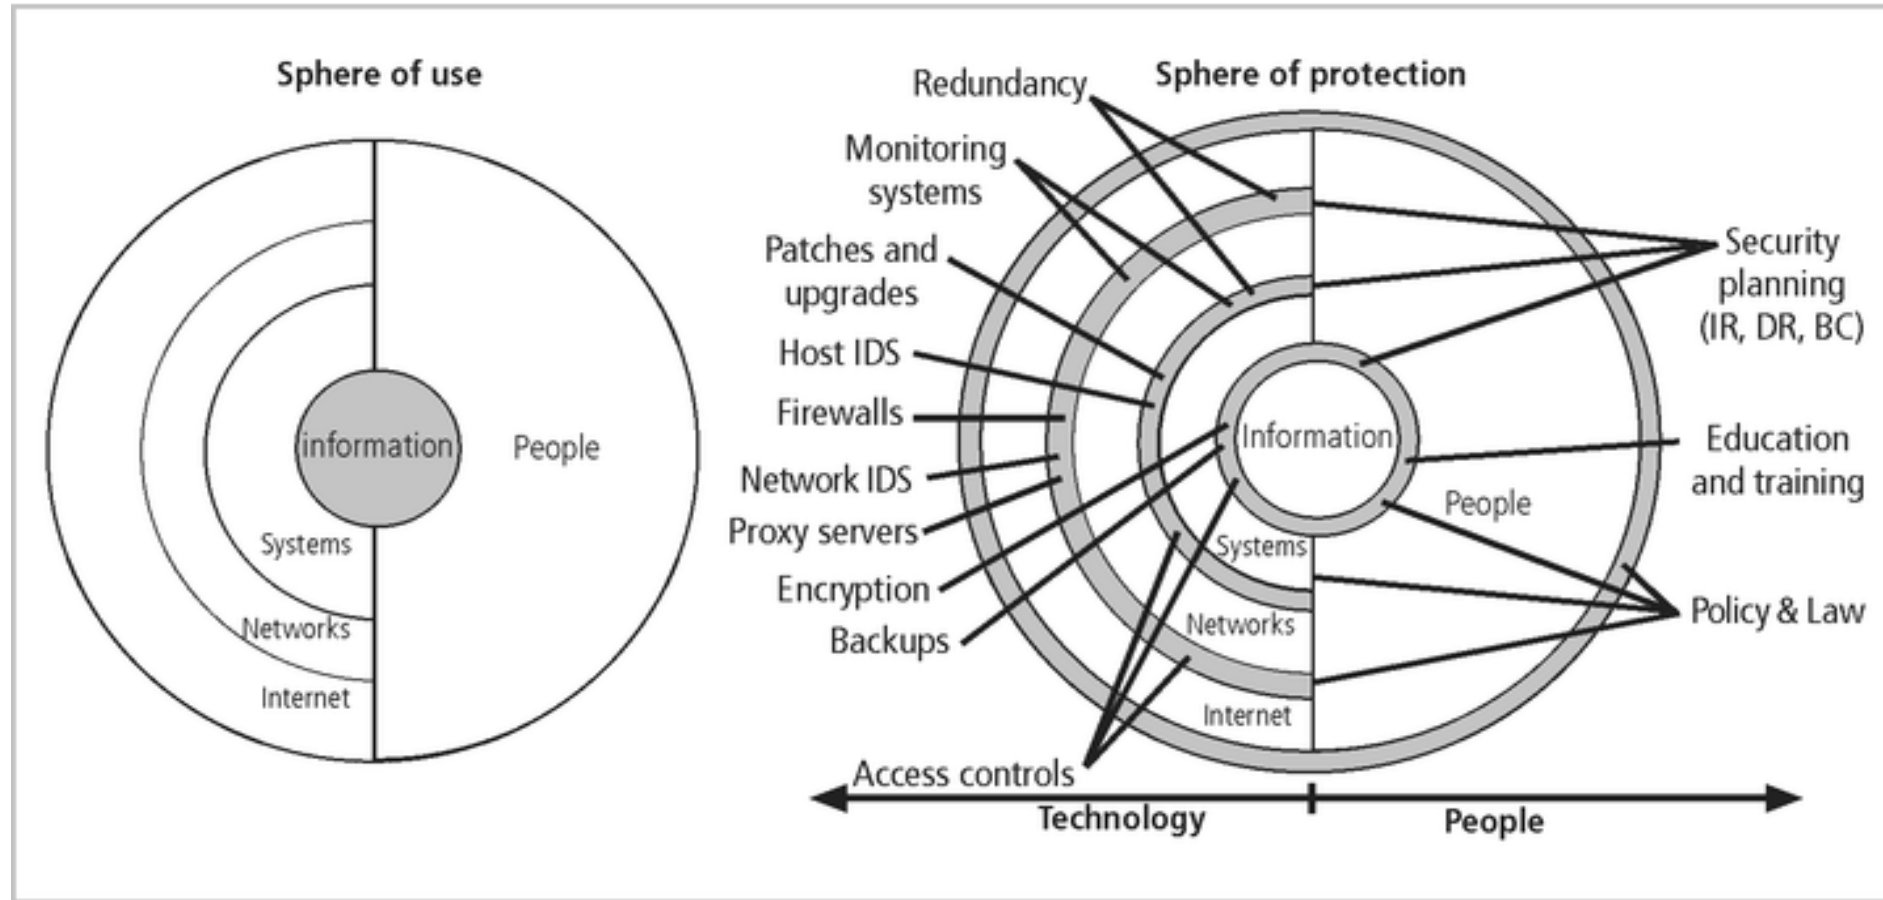 Sphere of use
information
People
Systems
Networks
Internet
Sphere of protection
Redundancy
Monitoring
systems
Patches and
upgrades
Host IDS
Firewalls
Network IDS
Proxy servers
Encryption
Backups
Access controls
Information
People
Systems
Networks
Internet
Security
planning
(IR, DR, BC)
Education
and training
Policy & Law
Technology
People